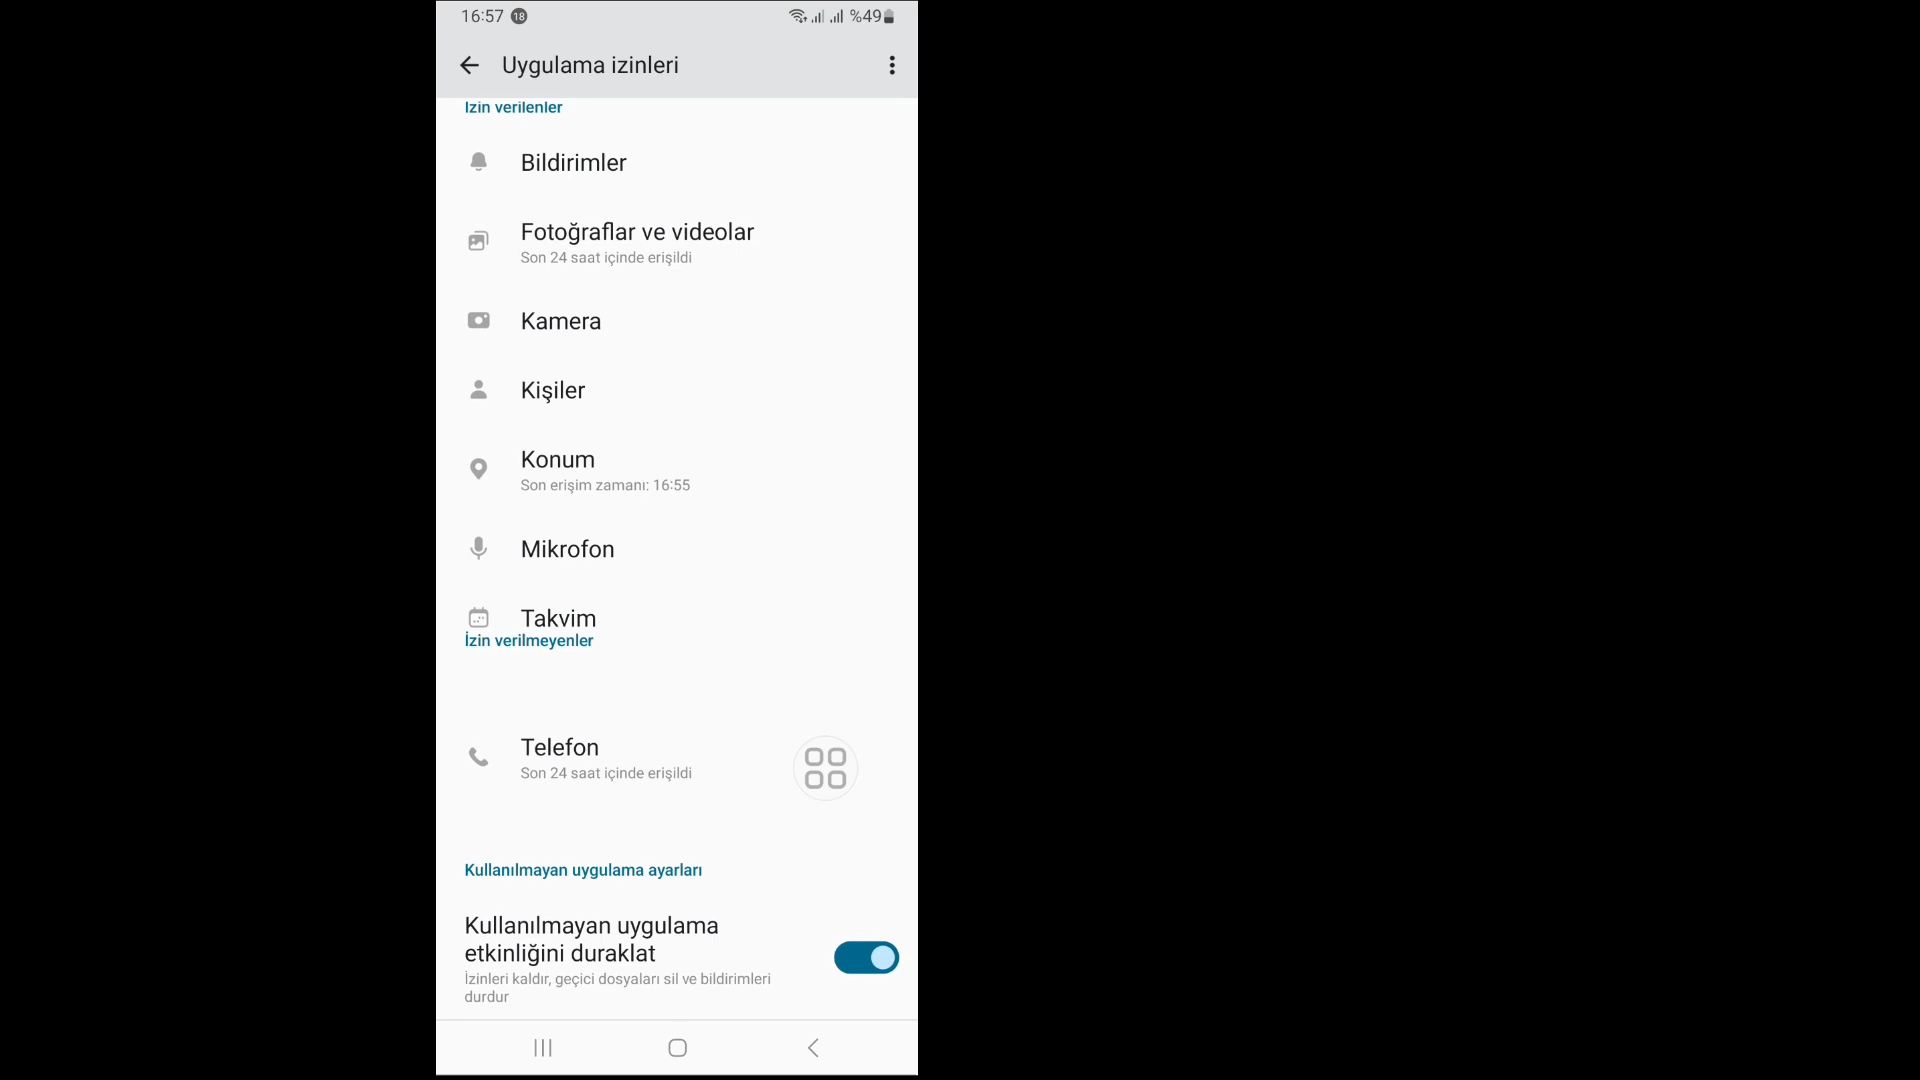 16:57 18 %49
Uygulama izinleri
İzin verilenler
Bildirimler
Fotoğraflar ve videolar
Son 24 saat içinde erişildi
Kamera
Kişiler
Konum
Son erişim zamanı: 16:55
Mikrofon
Takvim
İzin verilmeyenler
Telefon
Son 24 saat içinde erişildi
Kullanılmayan uygulama ayarları
Kullanılmayan uygulama
etkinliğini duraklat
İzinleri kaldır, geçici dosyaları sil ve bildirimleri
durdur